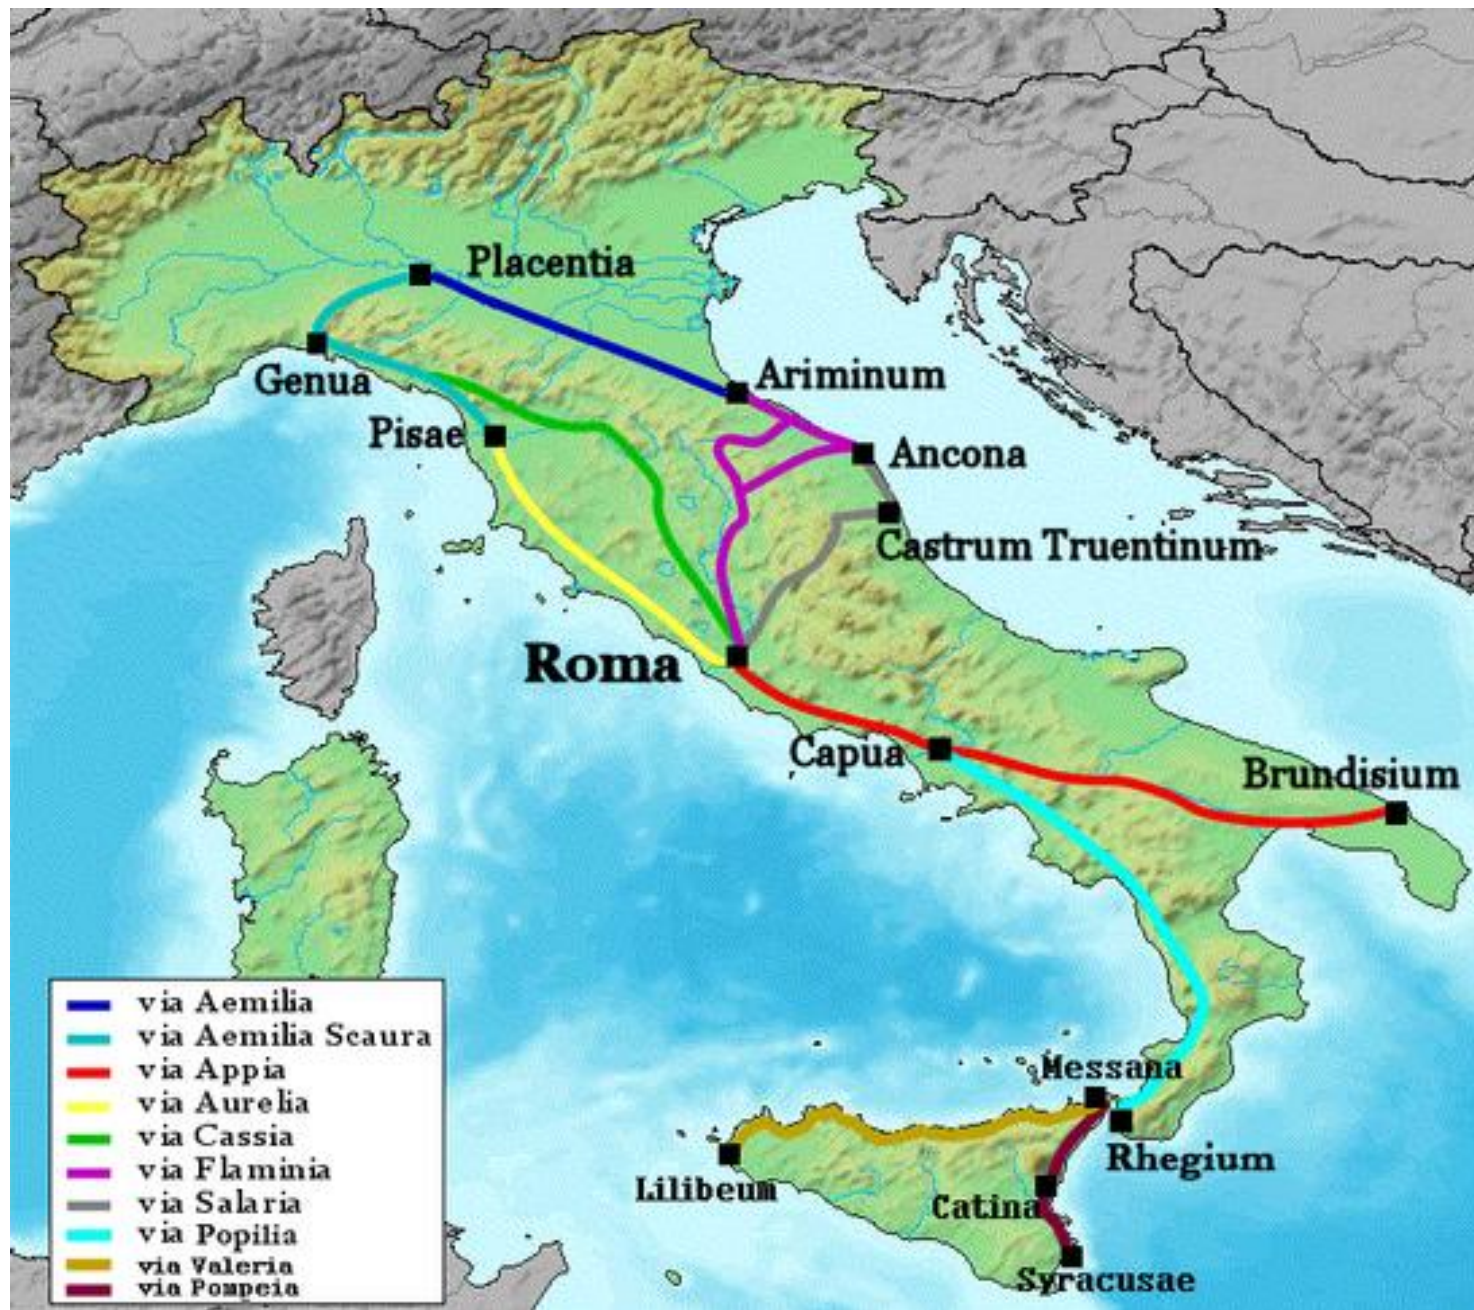 Placentia
Genua
Ariminum
Pisae
Ancona
Castrum Truentinum
Roma
Capua
Brundisium
Messana
Rhegium
Lilibeum
Catina
Syracusae
via Aemilia
via Aemilia Scaura
via Appia
via Aurelia
via Cassia
via Flaminia
via Salaria
via Popilia
via Valeria
via Pompeia